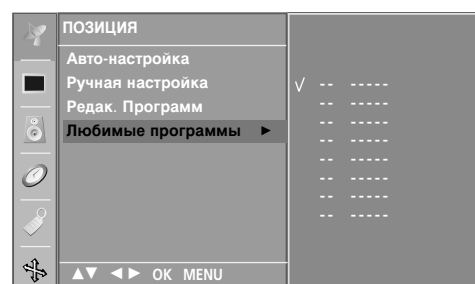 ПОЗИЦИЯ
Авто-настройка
Ручная настройка
Редак. Программ
Любимые программы ►
√ -- -----
-- -----
-- -----
-- -----
-- -----
-- -----
-- -----
-- -----
▲▼ ◄► OK MENU